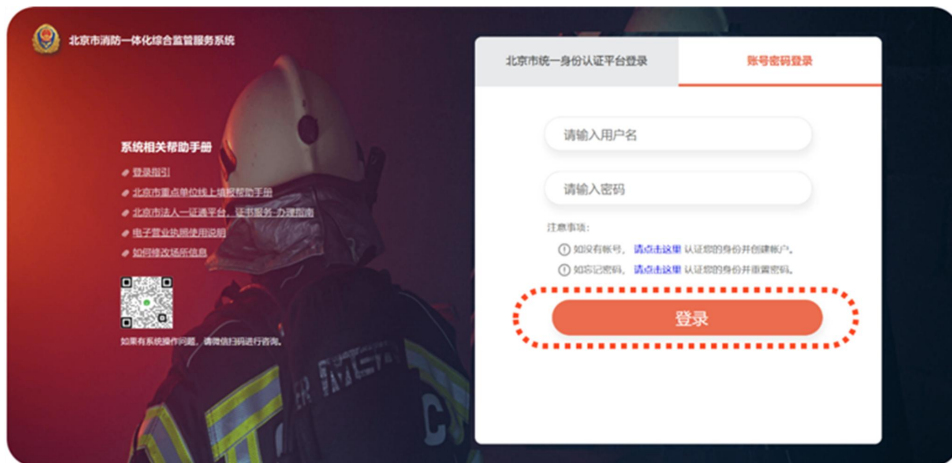 北京市消防一体化综合监管服务系统
系统相关帮助手册
登录指引
北京市重点单位线上填报帮助手册
北京市法人一证通平台、证书服务-办理指南
电子营业执照使用说明
如何修改场所信息
如果有系统操作问题,请微信扫码进行咨询。
北京市统一身份认证平台登录
账号密码登录
请输入用户名
请输入密码
注意事项:
如没有账号, 请点击这里 认证您的身份并创建帐户。
如忘记密码, 请点击这里 认证您的身份并重置密码。
登录